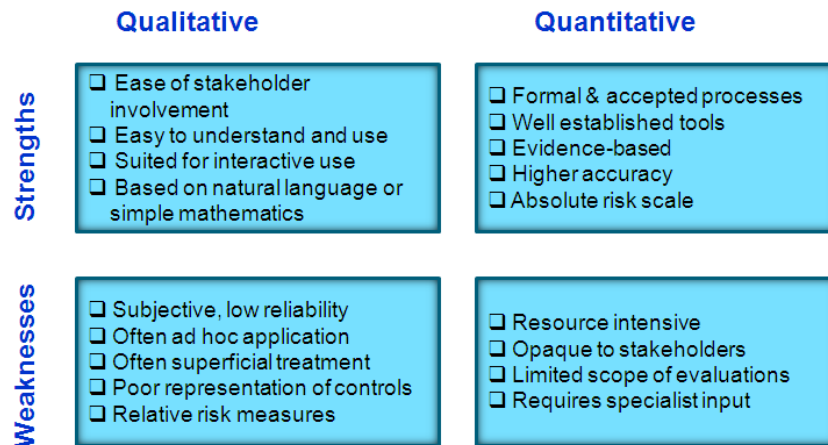 Qualitative
Quantitative
Strengths
❑ Ease of stakeholder
involvement
❑ Easy to understand and use
❑ Suited for interactive use
❑ Based on natural language or
simple mathematics
❑ Formal & accepted processes
❑ Well established tools
❑ Evidence-based
❑ Higher accuracy
❑ Absolute risk scale
Weaknesses
❑ Subjective, low reliability
❑ Often ad hoc application
❑ Often superficial treatment
❑ Poor representation of controls
❑ Relative risk measures
❑ Resource intensive
❑ Opaque to stakeholders
❑ Limited scope of evaluations
❑ Requires specialist input